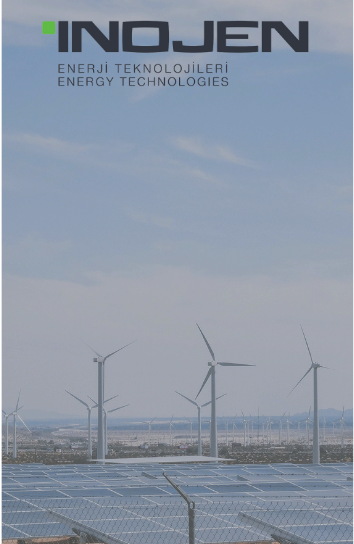 INOJEN
ENERJİ TEKNOLOJİLERİ
ENERGY TECHNOLOGIES